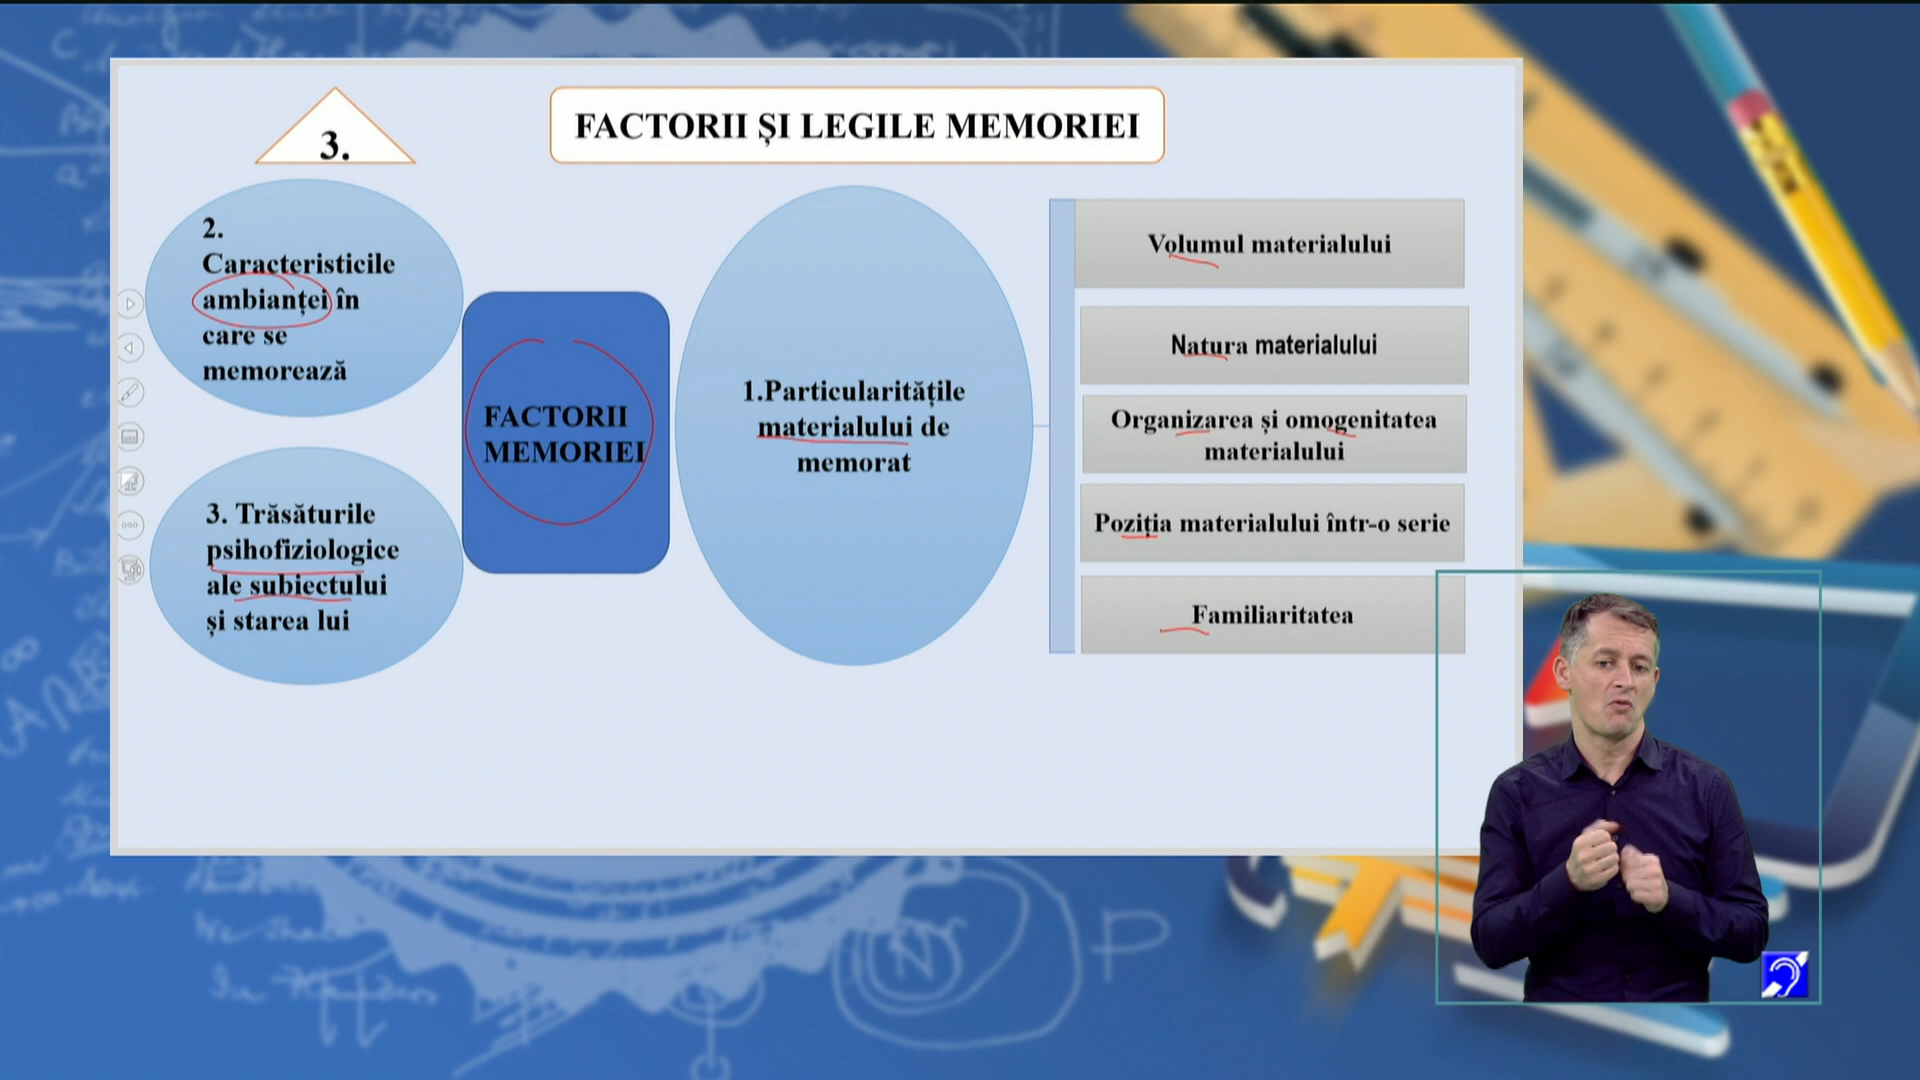 3.
FACTORII ȘI LEGILE MEMORIEI
2.
Caracteristicile
ambianței în
care se
memorează
3. Trăsăturile
psihofiziologice
ale subiectului
și starea lui
FACTORII
MEMORIEI
1.Particularitățile
materialului de
memorat
Volumul materialului
Natura materialului
Organizarea și omogenitatea
materialului
Poziția materialului într-o serie
Familiaritatea
N
P